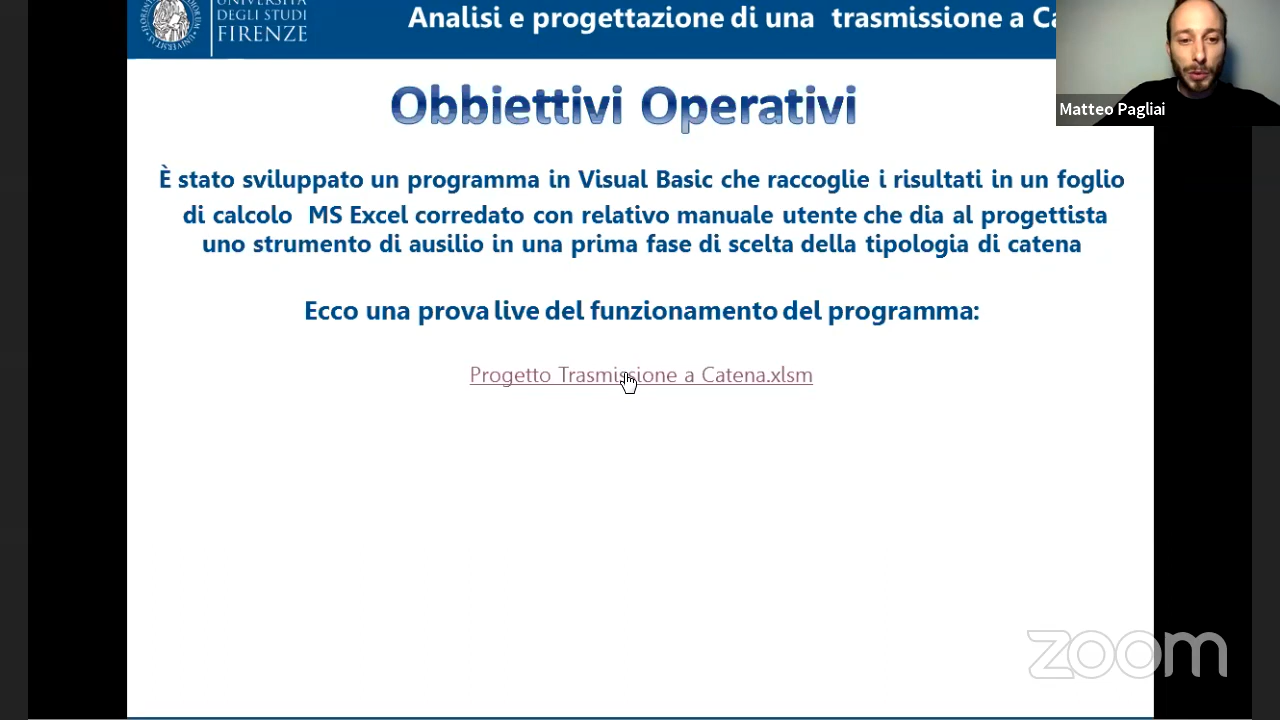 UNIVERSITÀ
DEGLI STUDI
FIRENZE
Analisi e progettazione di una trasmissione a Ca
Matteo Pagliai
Obbiettivi Operativi
È stato sviluppato un programma in Visual Basic che raccoglie i risultati in un foglio
di calcolo MS Excel corredato con relativo manuale utente che dia al progettista
uno strumento di ausilio in una prima fase di scelta della tipologia di catena
Ecco una prova live del funzionamento del programma:
Progetto Trasmissione a Catena.xlsm
zoom